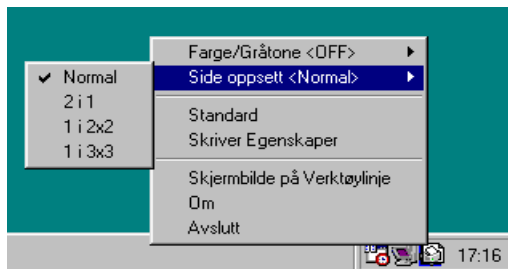 Farge/Gråtone <OFF>
Side oppsett <Normal>
Normal
2 i 1
1 i 2x2
1 i 3x3
Standard
Skriver Egenskaper
Skjermbilde på Verktøylinje
Om
Avslutt
17:16